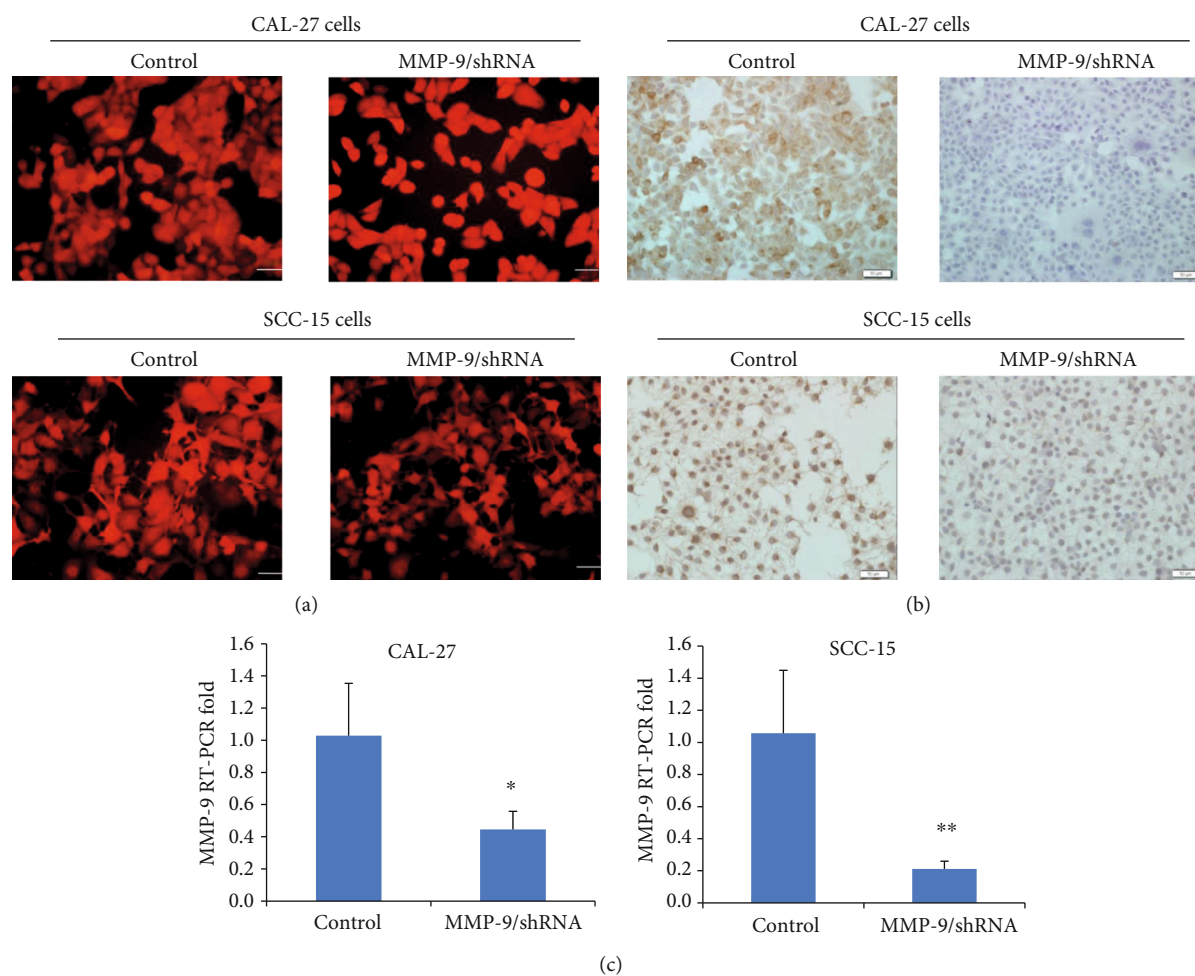 CAL-27 cells
CAL-27 cells
Control
MMP-9/shRNA
Control
MMP-9/shRNA
SCC-15 cells
SCC-15 cells
Control
MMP-9/shRNA
Control
MMP-9/shRNA
(a)
(b)
MMP-9 RT-PCR fold
1.6
1.4
1.2
1.0
0.8
0.6
0.4
0.2
0.0
CAL-27
*
Control
MMP-9/shRNA
MMP-9 RT-PCR fold
1.6
1.4
1.2
1.0
0.8
0.6
0.4
0.2
0.0
SCC-15
**
Control
MMP-9/shRNA
(c)